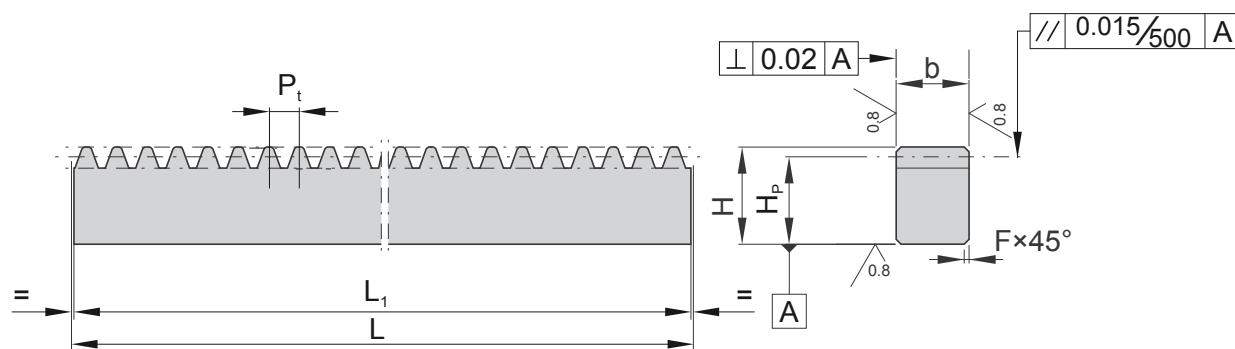 ⊥ 0.02 A
// 0.015/500 A
Pt
b
0.8
0.8
H
HP
F×45°
0.8
=
L1
=
A
L